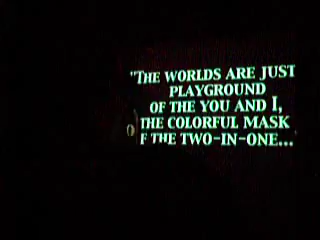 "THE WORLDS ARE JUST
PLAYGROUND
OF THE YOU AND I,
THE COLORFUL MASK
F THE TWO-IN-ONE...